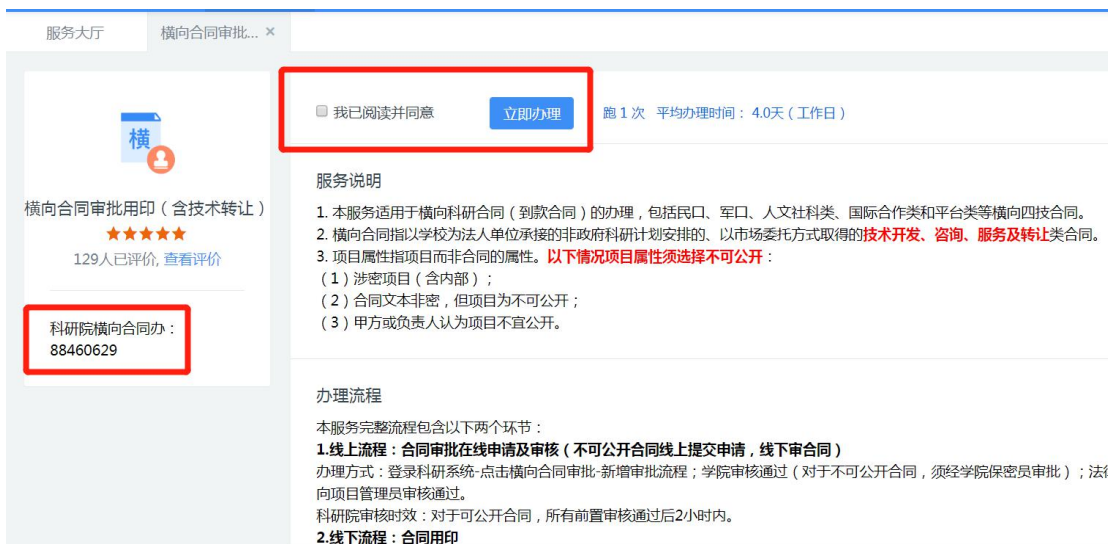 服务大厅
横向合同审批... ×
横
横向合同审批用印(含技术转让)
129人已评价, 查看评价
科研院横向合同办:
88460629
我已阅读并同意
立即办理
跑 1 次 平均办理时间: 4.0天(工作日)
服务说明
1. 本服务适用于横向科研合同(到款合同)的办理,包括民口、军口、人文社科类、国际合作类和平台类等横向四技合同。
2. 横向合同指以学校为法人单位承接的非政府科研计划安排的、以市场委托方式取得的技术开发、咨询、服务及转让类合同。
3. 项目属性指项目而非合同的属性。以下情况项目属性须选择不可公开:
(1)涉密项目(含内部);
(2)合同文本非密,但项目为不可公开;
(3)甲方或负责人认为项目不宜公开。
办理流程
本服务完整流程包含以下两个环节:
1.线上流程:合同审批在线申请及审核(不可公开合同线上提交申请,线下审合同)
办理方式:登录科研系统-点击横向合同审批-新增审批流程;学院审核通过(对于不可公开合同,须经学院保密员审批);法
向项目管理员审核通过。
科研院审核时效:对于可公开合同,所有前置审核通过后2小时内。
2.线下流程:合同用印